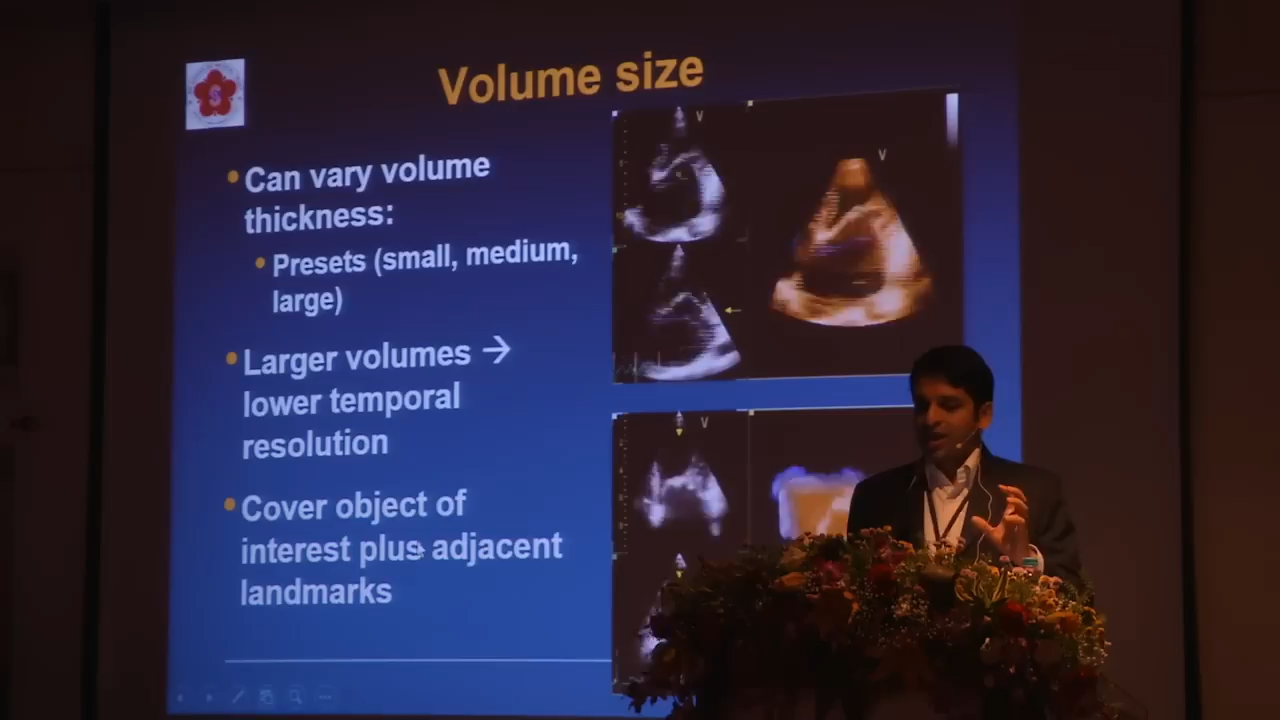 Volume size
S
• Can vary volume
thickness:
• Presets (small, medium,
large)
• Larger volumes →
lower temporal
resolution
• Cover object of
interest plus adjacent
landmarks
V
V
V